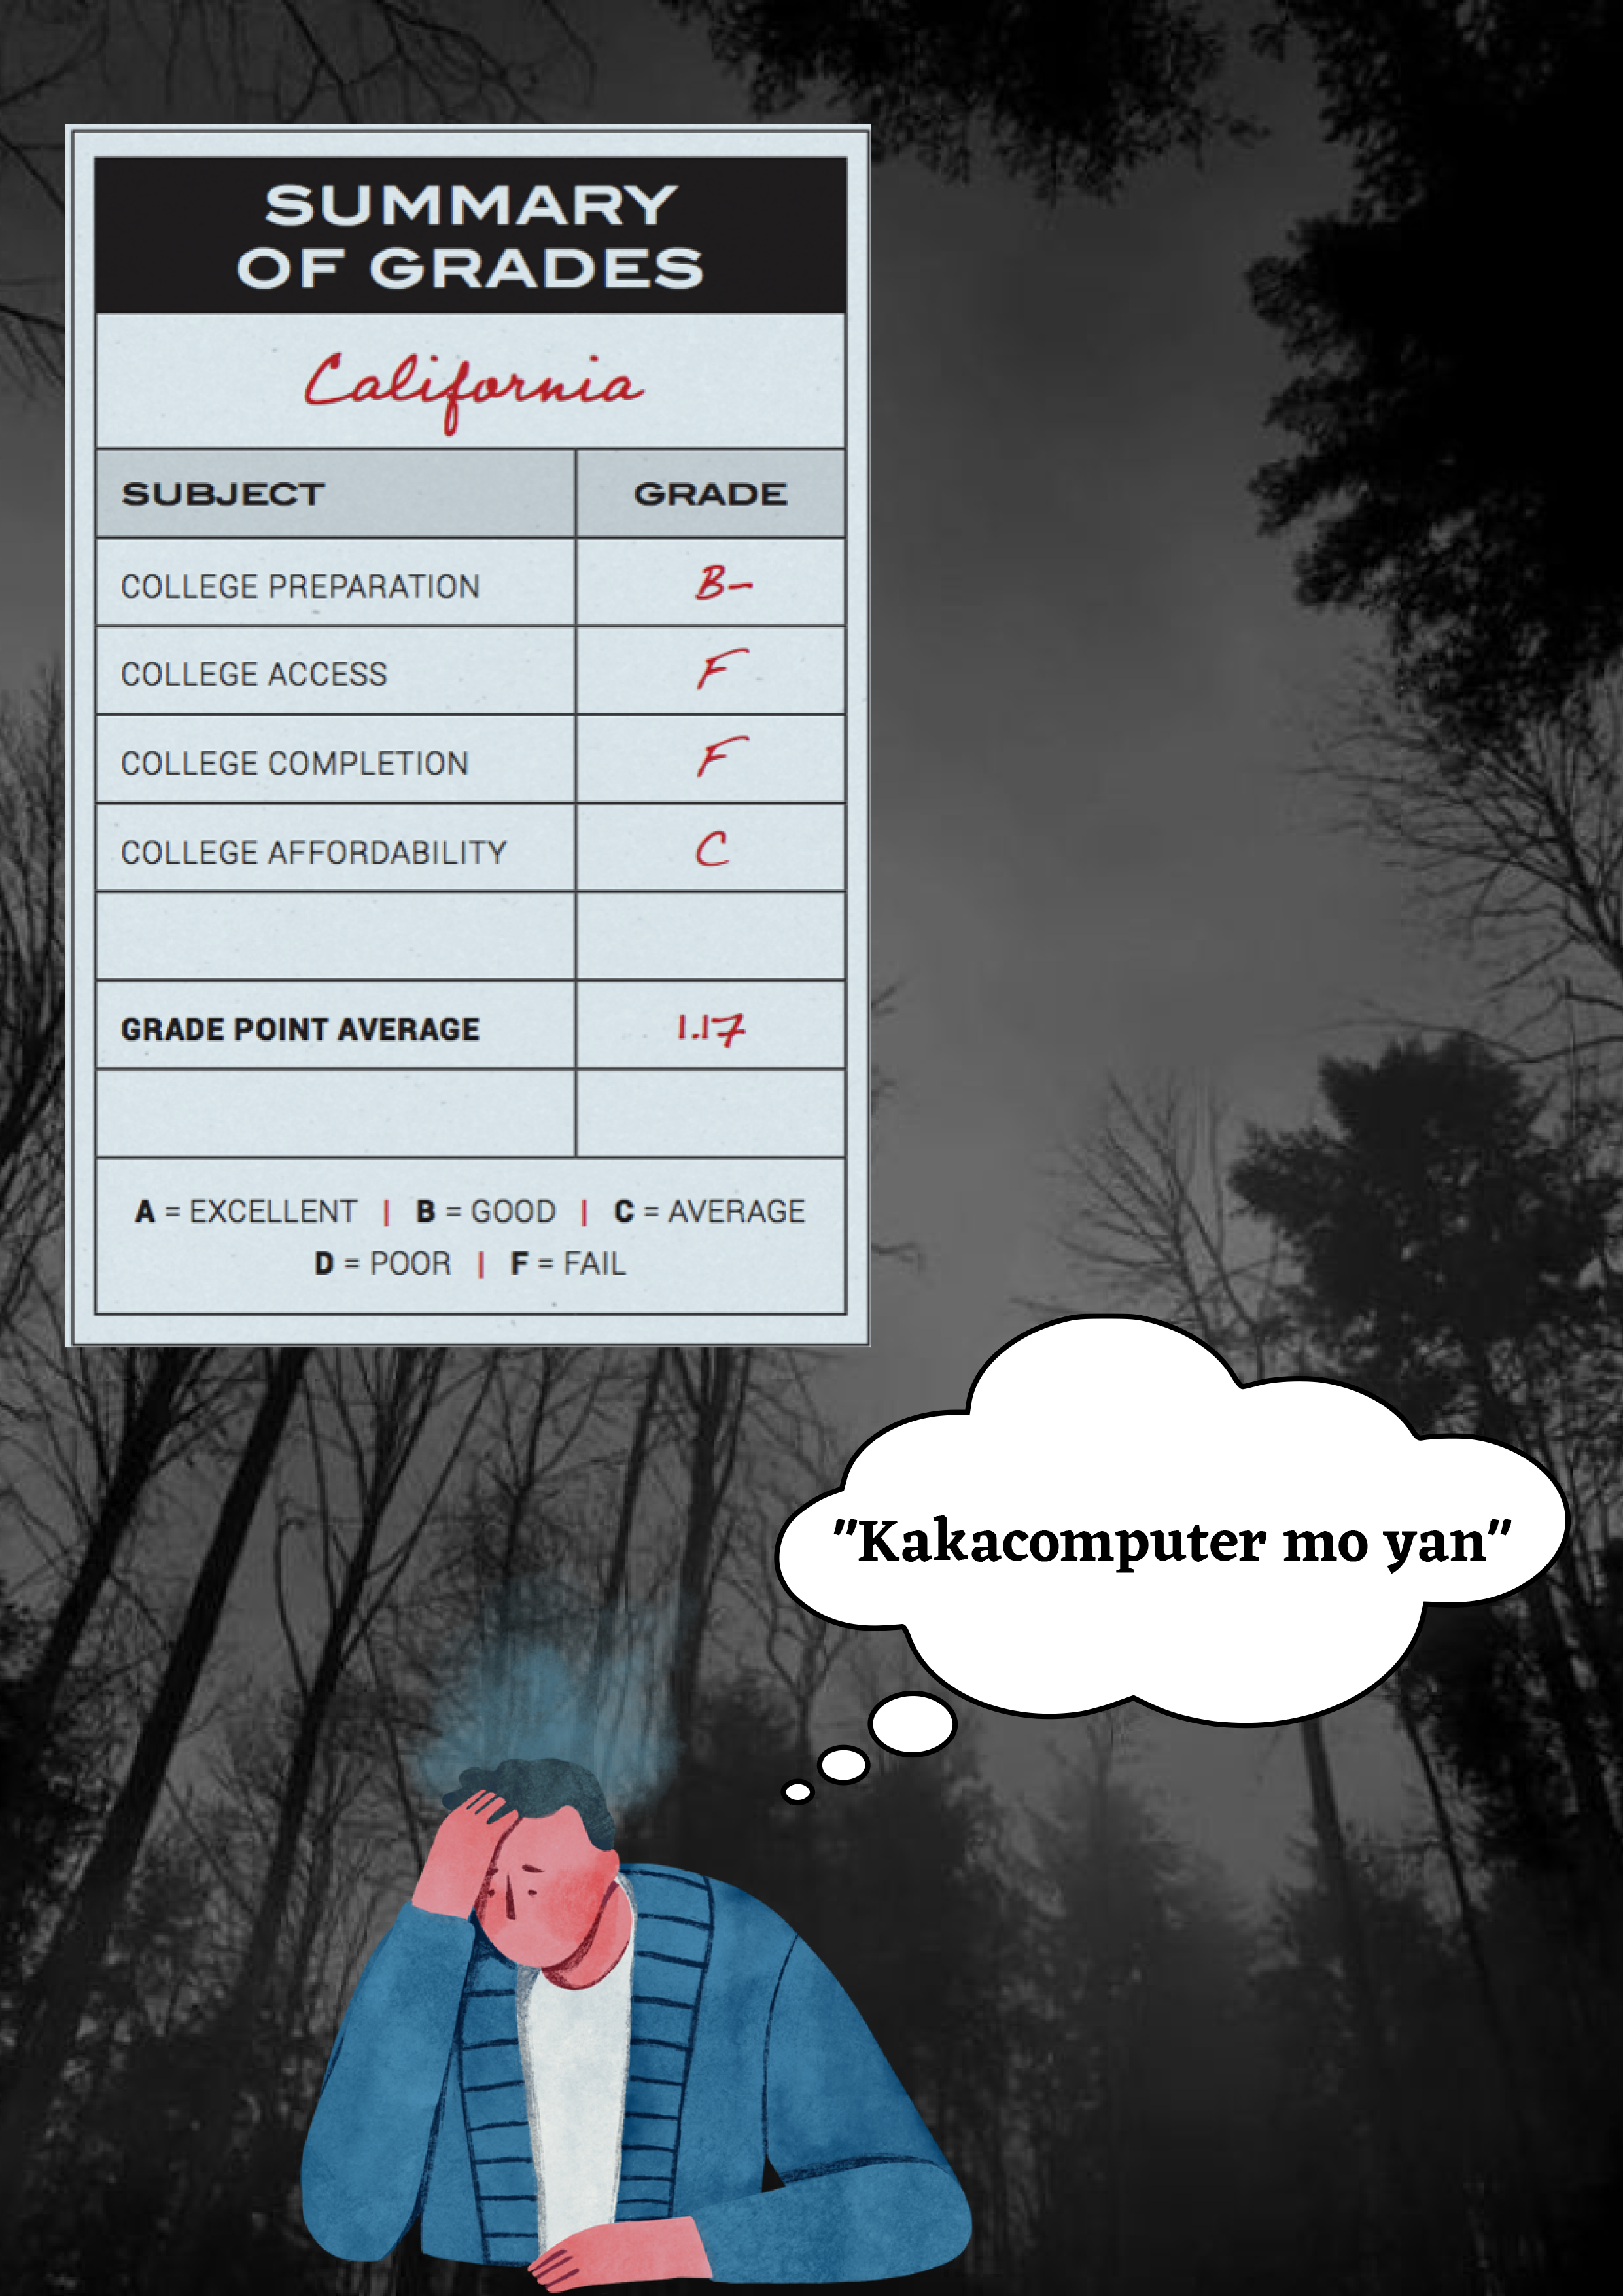 SUMMARY
OF GRADES
California
SUBJECT GRADE
COLLEGE PREPARATION B-
COLLEGE ACCESS F
COLLEGE COMPLETION F
COLLEGE AFFORDABILITY C
GRADE POINT AVERAGE 1.17
A = EXCELLENT | B = GOOD | C = AVERAGE
D = POOR | F = FAIL
"Kakacomputer mo yan"